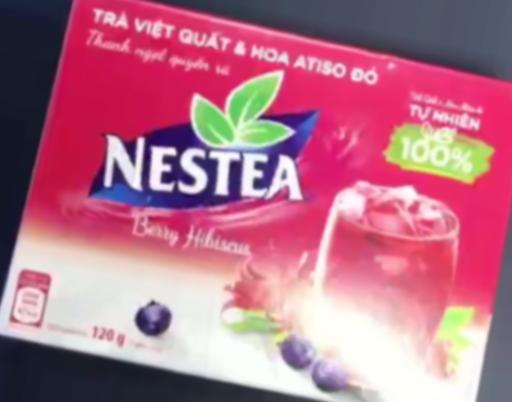 TRÀ VIỆT QUẤT & HOA ATISO ĐỎ
Thanh ngọt quyến rũ
TỰ NHIÊN
100%
NESTEA
Berry Hibiscus
120 g